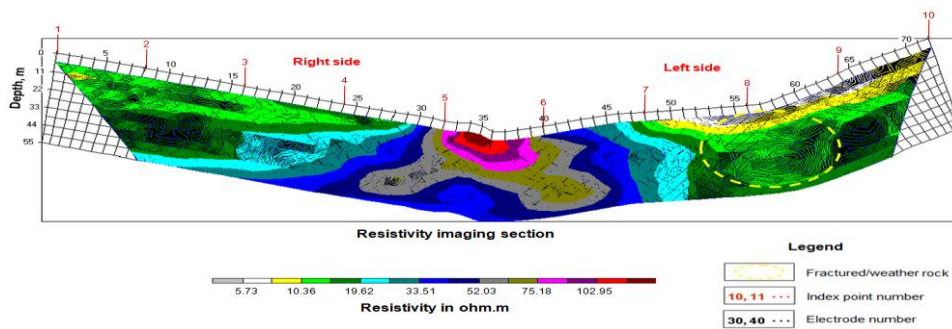 1 2 3 4 5 6 7 8 9 10
Right side Left side
0 5 10 15 20 25 30 35 40 45 50 55 60 65 70
Depth, m
0
11
22
33
44
55
Resistivity imaging section
5.73 10.36 19.62 33.51 52.03 75.18 102.95
Resistivity in ohm.m
Legend
Fractured/weather rock
10, 11 Index point number
30, 40 Electrode number